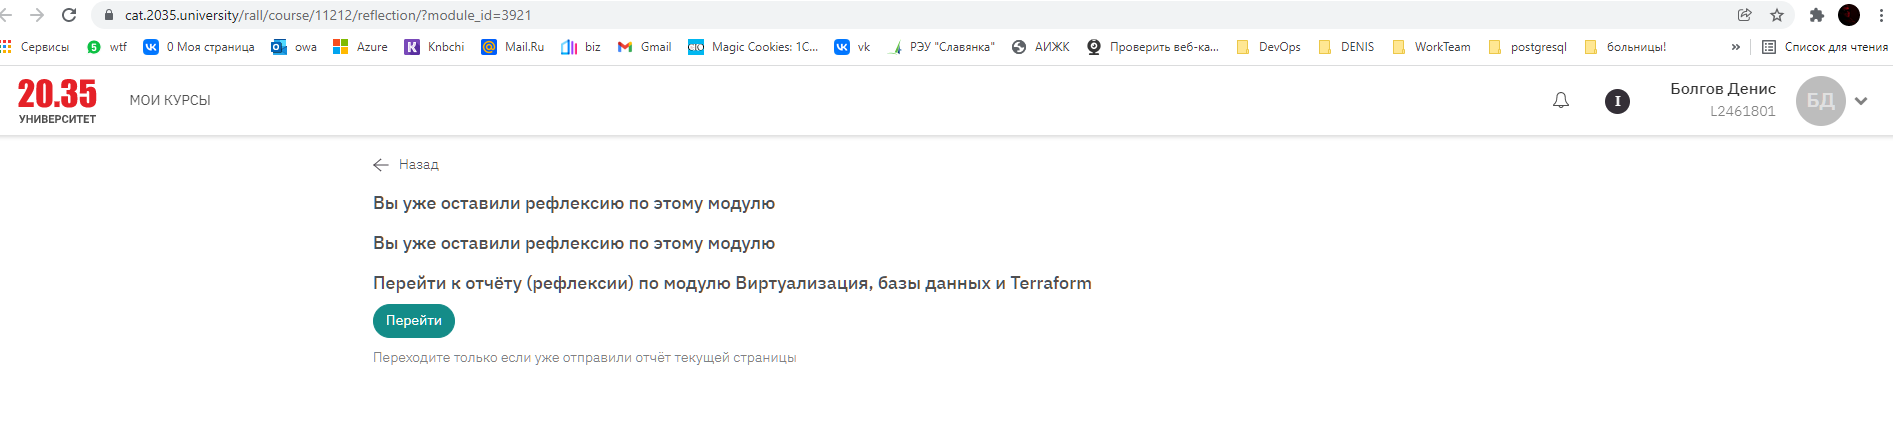 cat.2035.university/rall/course/11212/reflection/?module_id=3921
Сервисы 5 wtf 0 Моя страница owa Azure K Knbchi Mail.Ru biz Gmail Magic Cookies: 1C... vk РЭУ "Славянка" АИЖК Проверить веб-ка... DevOps DENIS WorkTeam postgresql больницы! » Список для чтения
20.35
УНИВЕРСИТЕТ
МОИ КУРСЫ
I
Болгов Денис
L2461801
БД
Назад
Вы уже оставили рефлексию по этому модулю
Вы уже оставили рефлексию по этому модулю
Перейти к отчёту (рефлексии) по модулю Виртуализация, базы данных и Terraform
Перейти
Переходите только если уже отправили отчёт текущей страницы